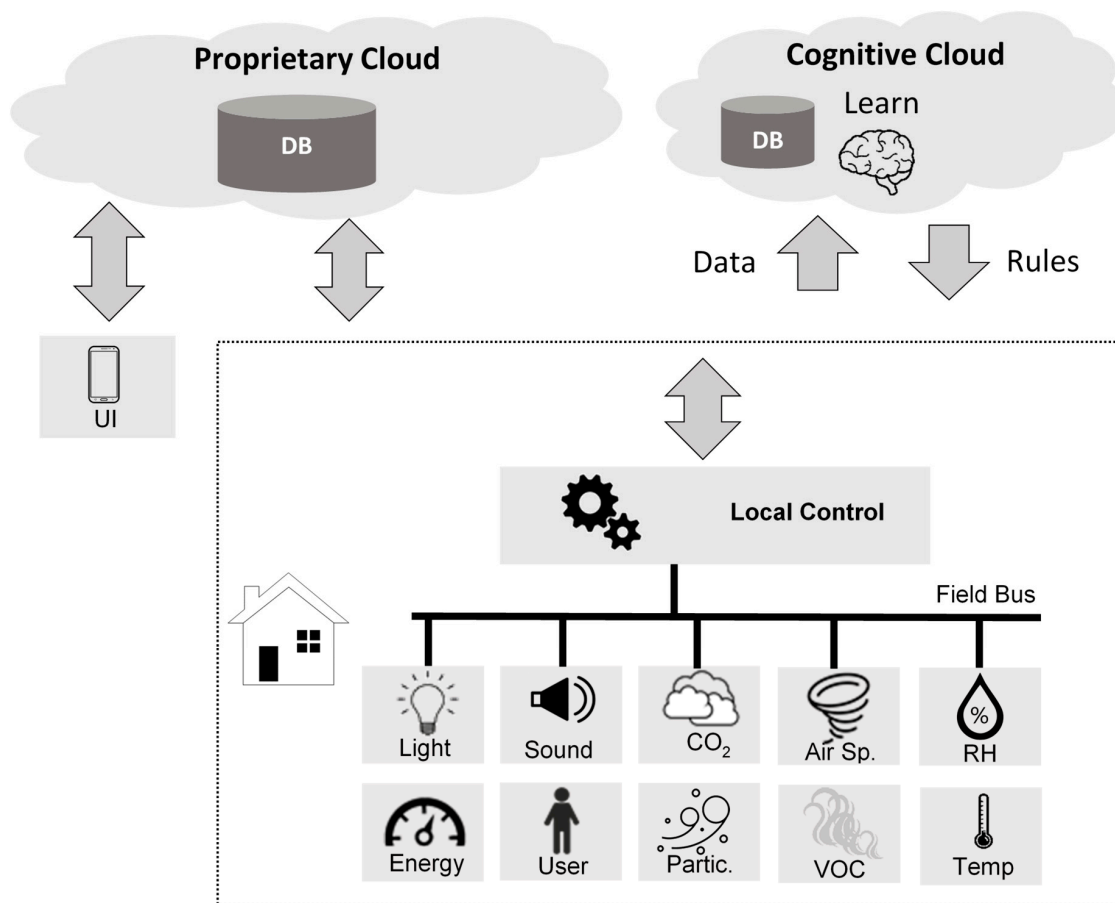 Proprietary Cloud
DB
Cognitive Cloud
Learn
DB
Data
Rules
UI
Local Control
Field Bus
Light
Sound
CO₂
Air Sp.
%
RH
Energy
User
Partic.
VOC
Temp